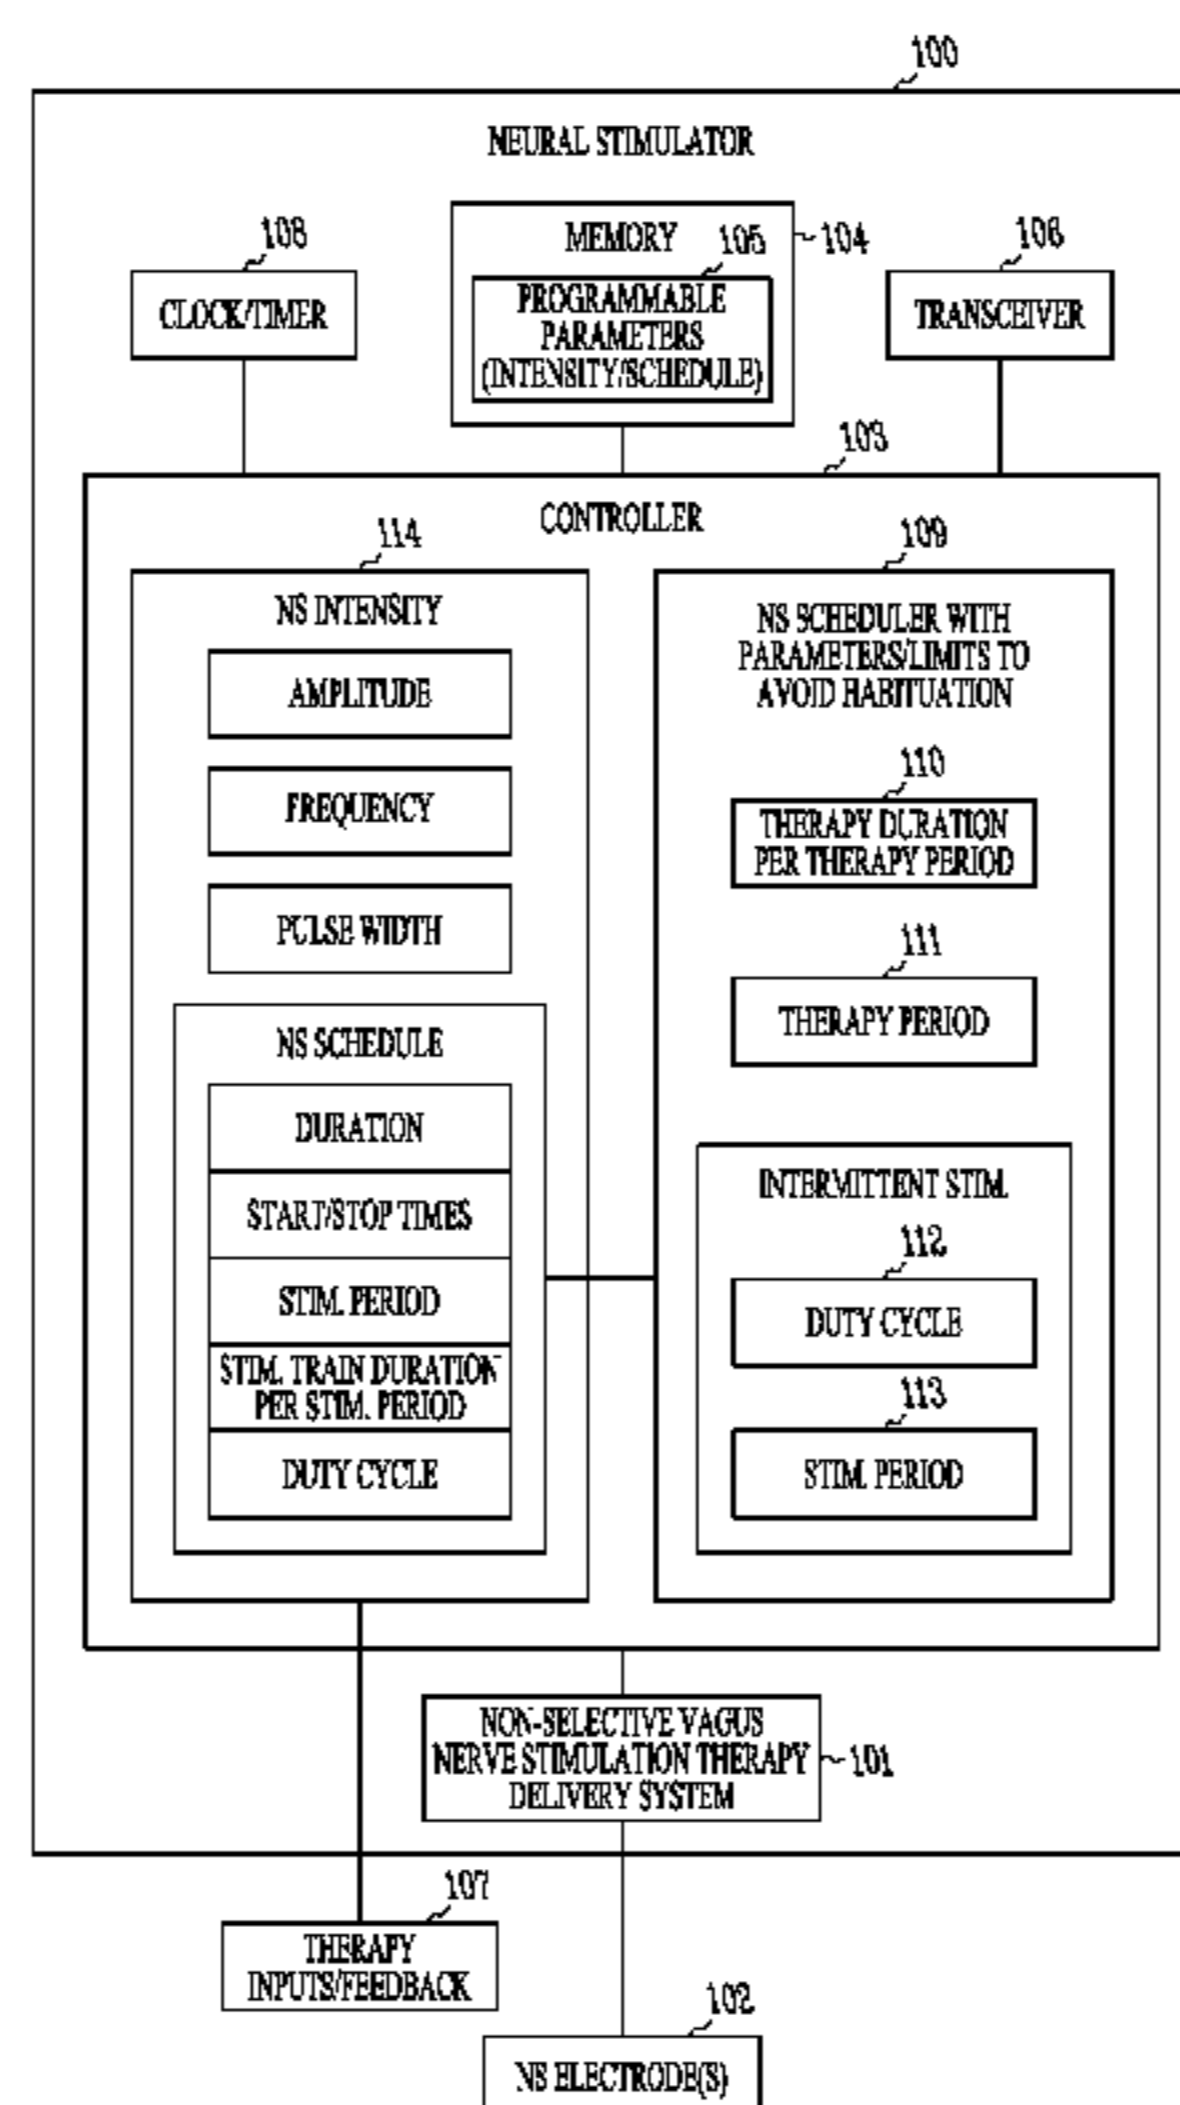 100
NEURAL STIMULATOR
108
MEMORY
105
104
106
CLOCK/TIMER
PROGRAMMABLE
PARAMETERS
(INTENSITY/SCHEDULE)
TRANSCEIVER
103
CONTROLLER
114
109
NS INTENSITY
AMPLITUDE
FREQUENCY
PULSE WIDTH
NS SCHEDULE
DURATION
START/STOP TIMES
STIM. PERIOD
STIM. TRAIN DURATION
PER STIM. PERIOD
DUTY CYCLE
NS SCHEDULER WITH
PARAMETERS/LIMITS TO
AVOID HABITUATION
110
THERAPY DURATION
PER THERAPY PERIOD
111
THERAPY PERIOD
INTERMITTENT STIM.
112
DUTY CYCLE
113
STIM. PERIOD
NON-SELECTIVE VAGUS
NERVE STIMULATION THERAPY
DELIVERY SYSTEM
101
107
THERAPY
INPUTS/FEEDBACK
102
NS ELECTRODE(S)